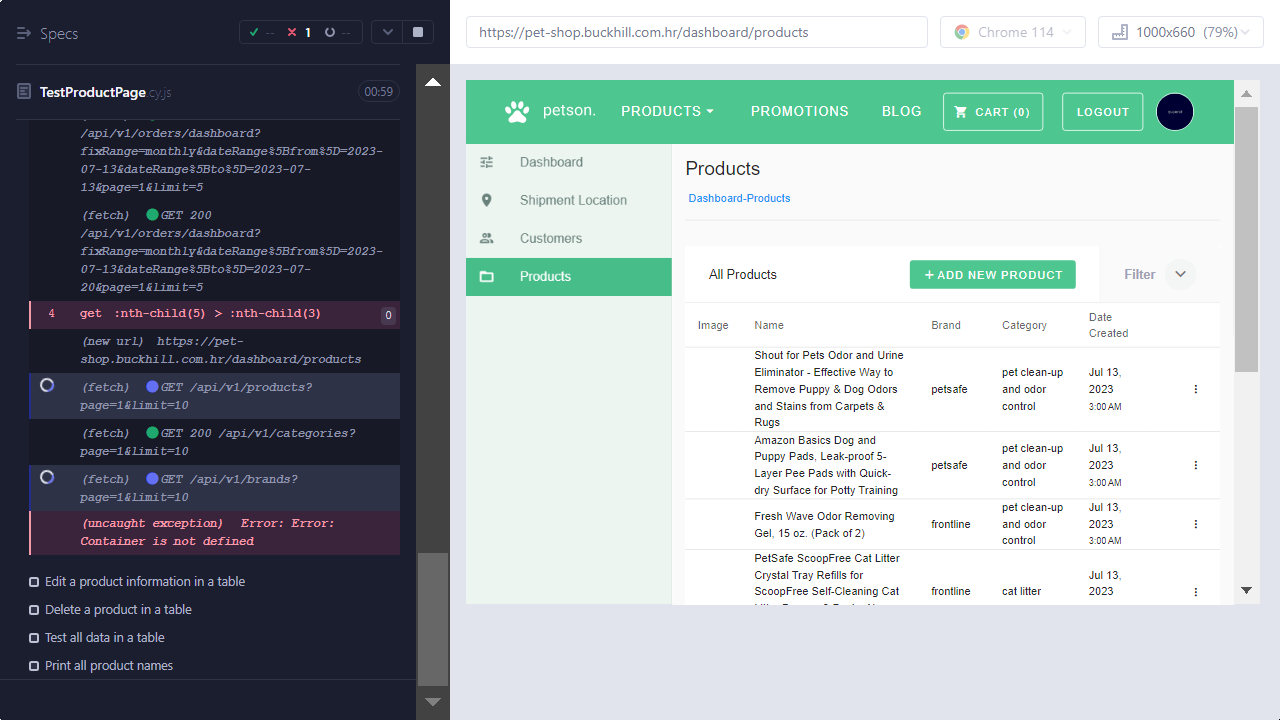 Specs
-- 1 --
https://pet-shop.buckhill.com.hr/dashboard/products
Chrome 114
1000x660 (79%)
TestProductPage.cy.js
00:59
/api/v1/orders/dashboard?
fixRange=monthly&dateRange%5Bfrom%5D=2023-
07-13&dateRange%5Bto%5D=2023-07-
13&page=1&limit=5
(fetch) GET 200
/api/v1/orders/dashboard?
fixRange=monthly&dateRange%5Bfrom%5D=2023-
07-13&dateRange%5Bto%5D=2023-07-
20&page=1&limit=5
4 get :nth-child(5) > :nth-child(3) 0
(new url) https://pet-
shop.buckhill.com.hr/dashboard/products
(fetch) GET /api/v1/products?
page=1&limit=10
(fetch) GET 200 /api/v1/categories?
page=1&limit=10
(fetch) GET /api/v1/brands?
page=1&limit=10
(uncaught exception) Error: Error:
Container is not defined
Edit a product information in a table
Delete a product in a table
Test all data in a table
Print all product names
petson. PRODUCTS PROMOTIONS BLOG CART (0) LOGOUT
Dashboard
Shipment Location
Customers
Products
Products
Dashboard-Products
All Products
+ ADD NEW PRODUCT
Filter
Image Name Brand Category Date
Created
Shout for Pets Odor and Urine
Eliminator - Effective Way to
Remove Puppy & Dog Odors
and Stains from Carpets &
Rugs
petsafe
pet clean-up
and odor
control
Jul 13,
2023
3:00 AM
Amazon Basics Dog and
Puppy Pads, Leak-proof 5-
Layer Pee Pads with Quick-
dry Surface for Potty Training
petsafe
pet clean-up
and odor
control
Jul 13,
2023
3:00 AM
Fresh Wave Odor Removing
Gel, 15 oz. (Pack of 2)
frontline
pet clean-up
and odor
control
Jul 13,
2023
3:00 AM
PetSafe ScoopFree Cat Litter
Crystal Tray Refills for
ScoopFree Self-Cleaning Cat
frontline
cat litter
Jul 13,
2023